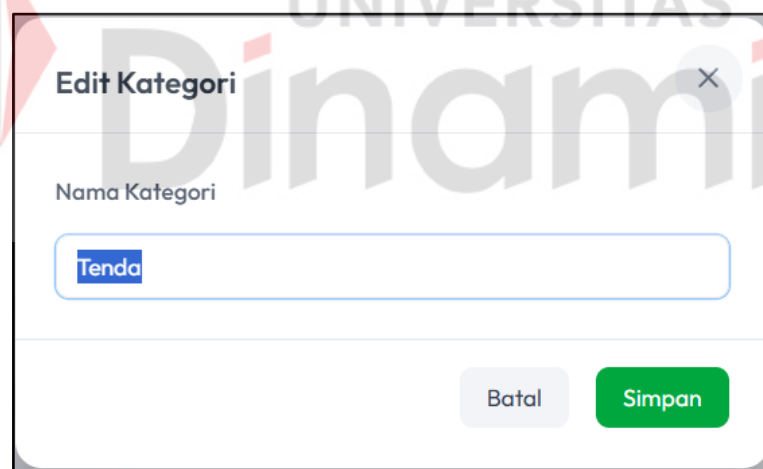 UNIVERSITAS
Dinami
Edit Kategori
Nama Kategori
Tenda
Batal
Simpan